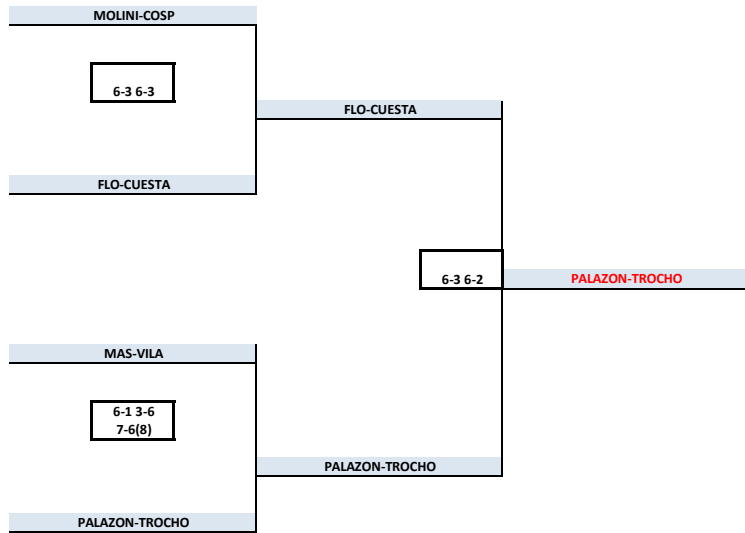 MOLINI-COSP
6-3 6-3
FLO-CUESTA
FLO-CUESTA
6-3 6-2
PALAZON-TROCHO
MAS-VILA
6-1 3-6
7-6(8)
PALAZON-TROCHO
PALAZON-TROCHO